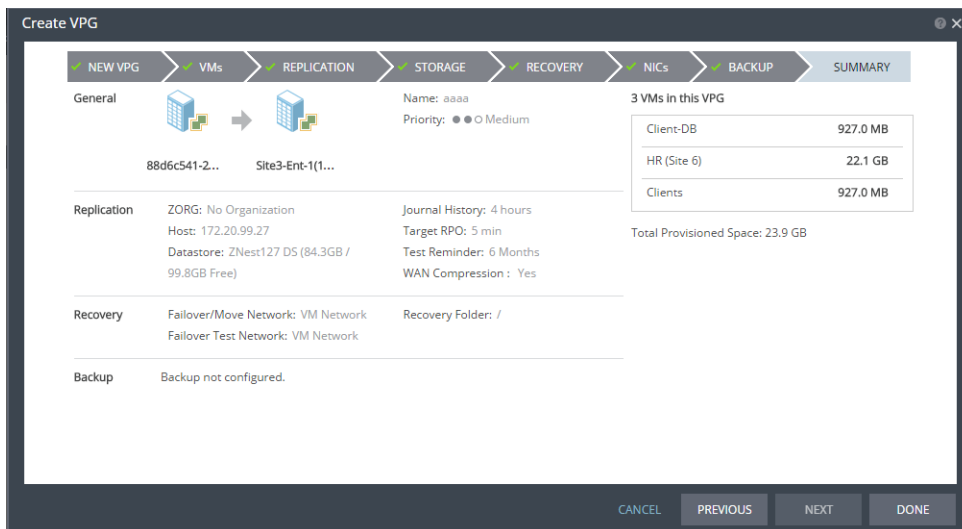 Create VPG
NEW VPG
VMs
REPLICATION
STORAGE
RECOVERY
NICs
BACKUP
SUMMARY
General
88d6c541-2...
Site3-Ent-1(1...
Name: aaaa
Priority: Medium
Replication
ZORG: No Organization
Host: 172.20.99.27
Datastore: ZNest127 DS (84.3GB /
99.8GB Free)
Journal History: 4 hours
Target RPO: 5 min
Test Reminder: 6 Months
WAN Compression : Yes
Recovery
Failover/Move Network: VM Network
Failover Test Network: VM Network
Recovery Folder: /
Backup
Backup not configured.
3 VMs in this VPG
Client-DB 927.0 MB
HR (Site 6) 22.1 GB
Clients 927.0 MB
Total Provisioned Space: 23.9 GB
CANCEL
PREVIOUS
NEXT
DONE